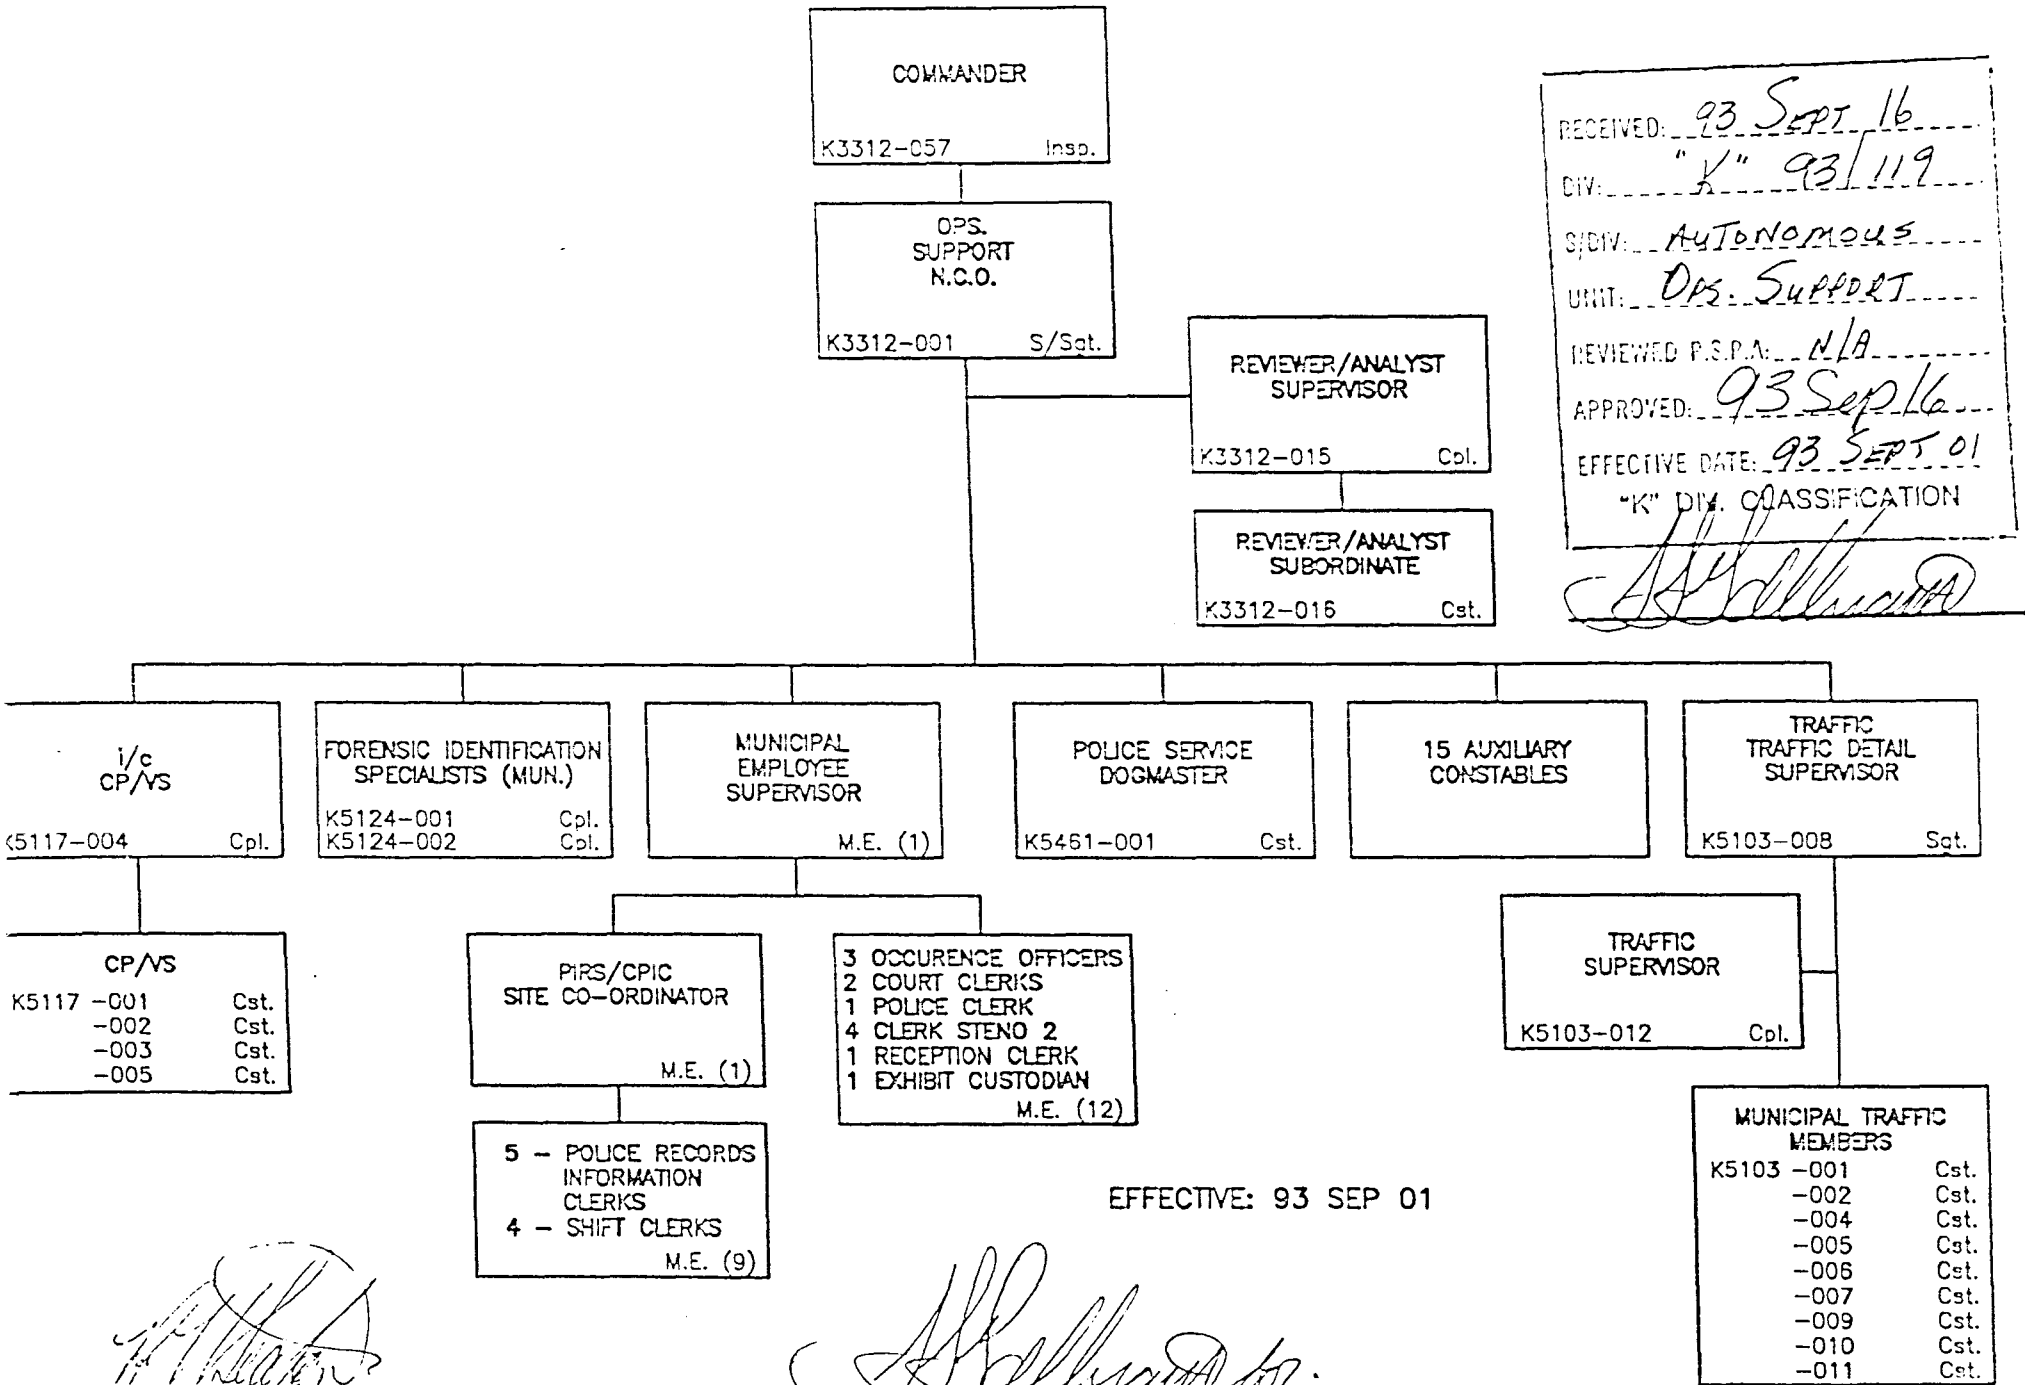 COMMANDER
K3312-057 Insp.
OPS.
SUPPORT
N.C.O.
K3312-001 S/Sgt.
RECEIVED: 93 SEPT 16
DIV: "K" 93/119
S/DIV: AUTONOMOUS
UNIT: OPS. SUPPORT
REVIEWED P.S.P.A: N/A
APPROVED: 93 Sep 16
EFFECTIVE DATE: 93 SEPT 01
"K" DIV. CLASSIFICATION
REVIEWER/ANALYST
SUPERVISOR
K3312-015 Cpl.
REVIEWER/ANALYST
SUBORDINATE
K3312-016 Cst.
i/c
CP/VS
K5117-004 Cpl.
FORENSIC IDENTIFICATION
SPECIALISTS (MUN.)
K5124-001 Cpl.
K5124-002 Cpl.
MUNICIPAL
EMPLOYEE
SUPERVISOR
M.E. (1)
POLICE SERVICE
DOGMASTER
K5461-001 Cst.
15 AUXILIARY
CONSTABLES
TRAFFIC
TRAFFIC DETAIL
SUPERVISOR
K5103-008 Sgt.
CP/VS
K5117 -001 Cst.
-002 Cst.
-003 Cst.
-005 Cst.
PIRS/CPIC
SITE CO-ORDINATOR
M.E. (1)
3 OCCURENCE OFFICERS
2 COURT CLERKS
1 POLICE CLERK
4 CLERK STENO 2
1 RECEPTION CLERK
1 EXHIBIT CUSTODIAN
M.E. (12)
TRAFFIC
SUPERVISOR
K5103-012 Cpl.
5 - POLICE RECORDS
INFORMATION
CLERKS
4 - SHIFT CLERKS
M.E. (9)
MUNICIPAL TRAFFIC
MEMBERS
K5103 -001 Cst.
-002 Cst.
-004 Cst.
-005 Cst.
-006 Cst.
-007 Cst.
-009 Cst.
-010 Cst.
-011 Cst.
EFFECTIVE: 93 SEP 01